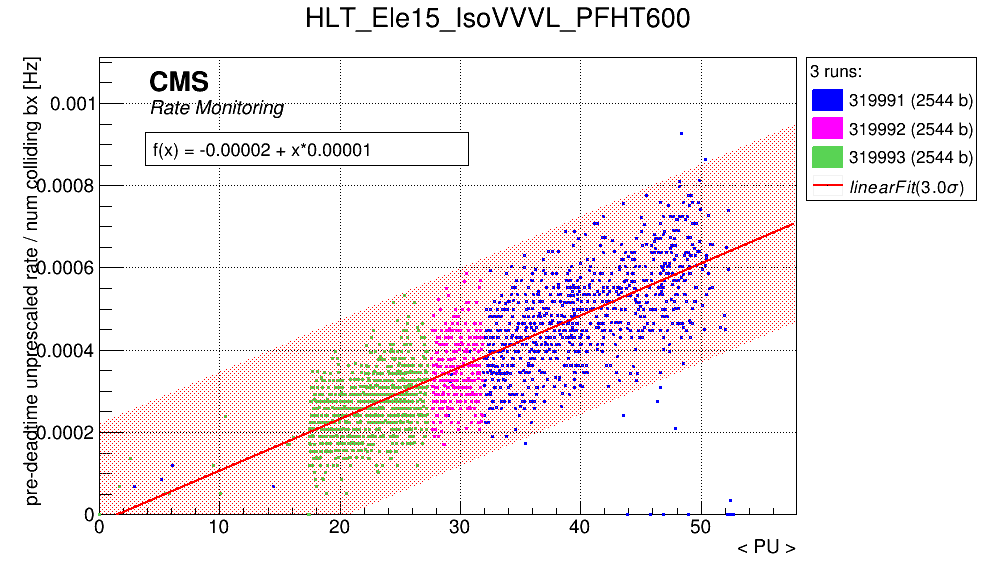 HLT_Ele15_IsoVVVL_PFHT600
pre-deadtime unprescaled rate / num colliding bx [Hz]
CMS
Rate Monitoring
f(x) = -0.00002 + x*0.00001
0.001
0.0008
0.0006
0.0004
0.0002
0
0 10 20 30 40 50
< PU >
3 runs:
319991 (2544 b)
319992 (2544 b)
319993 (2544 b)
linearFit(3.0σ)